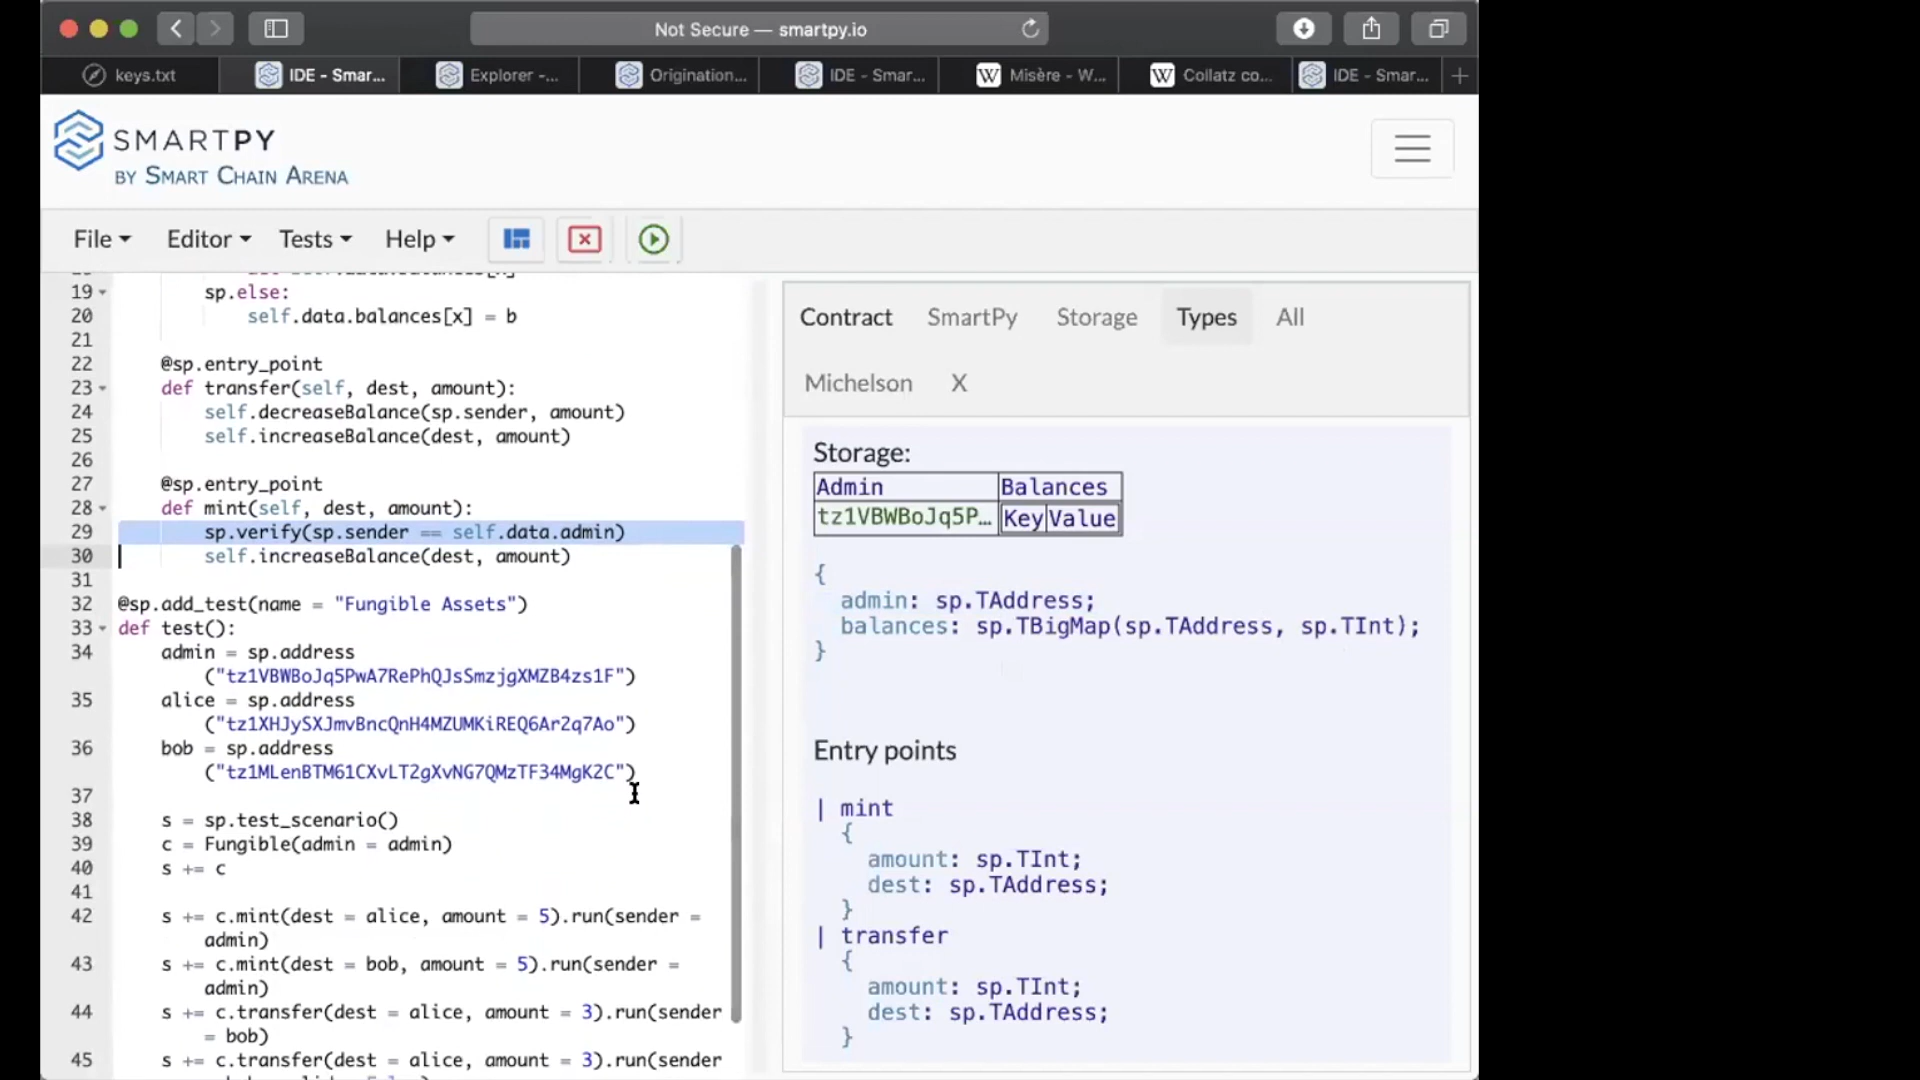 Not Secure — smartpy.io
keys.txt
IDE - Smar...
Explorer -...
Origination...
IDE - Smar...
W Misère - W...
W Collatz co...
IDE - Smar...
SMARTPY
BY SMART CHAIN ARENA
File
Editor
Tests
Help
19 sp.else:
20 self.data.balances[x] = b
21
22 @sp.entry_point
23 def transfer(self, dest, amount):
24 self.decreaseBalance(sp.sender, amount)
25 self.increaseBalance(dest, amount)
26
27 @sp.entry_point
28 def mint(self, dest, amount):
29 sp.verify(sp.sender == self.data.admin)
30 self.increaseBalance(dest, amount)
31
32 @sp.add_test(name = "Fungible Assets")
33 def test():
34 admin = sp.address
("tz1VBWBoJq5PwA7RePhQJsSmzjgXMZB4zs1F")
35 alice = sp.address
("tz1XHJySXJmvBncQnH4MZUMKiREQ6Ar2q7Ao")
36 bob = sp.address
("tz1MLenBTM61CXvLT2gXvNG7QMzTF34MgK2C")
37
38 s = sp.test_scenario()
39 c = Fungible(admin = admin)
40 s += c
41
42 s += c.mint(dest = alice, amount = 5).run(sender =
admin)
43 s += c.mint(dest = bob, amount = 5).run(sender =
admin)
44 s += c.transfer(dest = alice, amount = 3).run(sender
= bob)
45 s += c.transfer(dest = alice, amount = 3).run(sender
Contract SmartPy Storage Types All
Michelson X
Storage:
Admin Balances
tz1VBWBoJq5P… Key Value
{
admin: sp.TAddress;
balances: sp.TBigMap(sp.TAddress, sp.TInt);
}
Entry points
| mint
{
amount: sp.TInt;
dest: sp.TAddress;
}
| transfer
{
amount: sp.TInt;
dest: sp.TAddress;
}